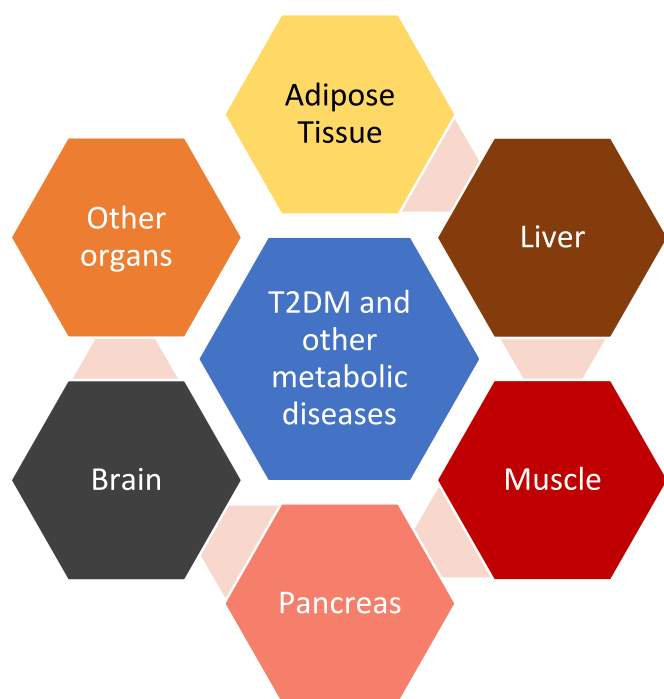 Adipose
Tissue
Other
organs
Liver
T2DM and
other
metabolic
diseases
Brain
Muscle
Pancreas